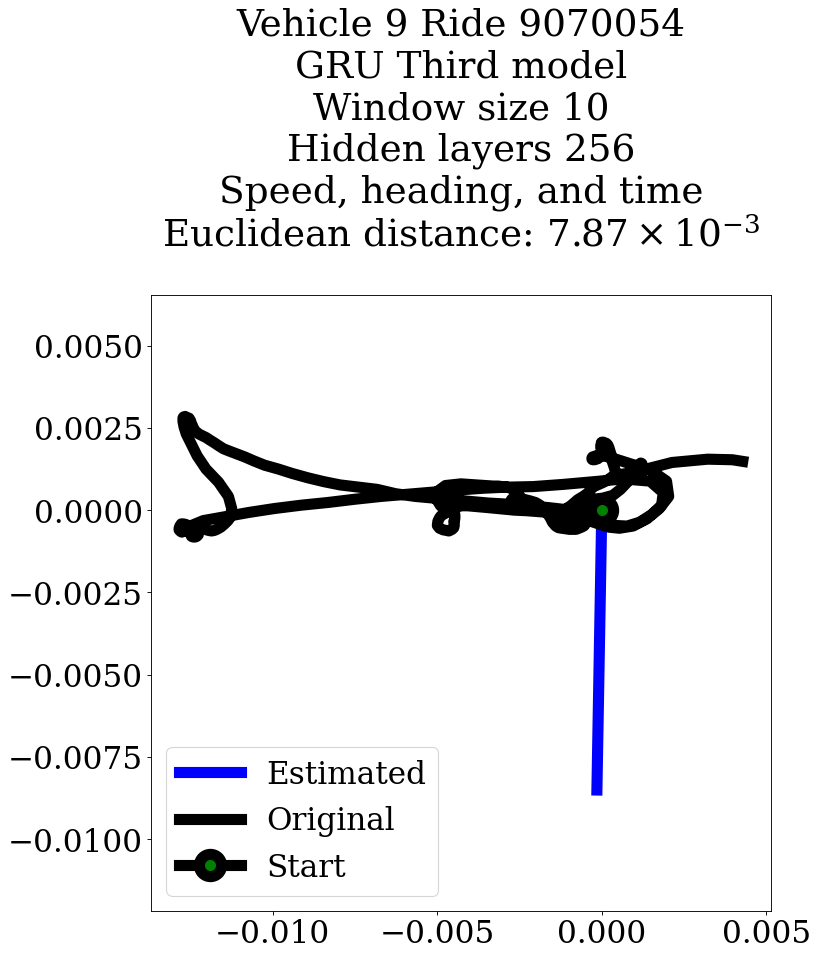 Vehicle 9 Ride 9070054
GRU Third model
Window size 10
Hidden layers 256
Speed, heading, and time
Euclidean distance: 7.87 × 10⁻³
0.0050
0.0025
0.0000
−0.0025
−0.0050
−0.0075
−0.0100
Estimated
Original
Start
−0.010 −0.005 0.000 0.005